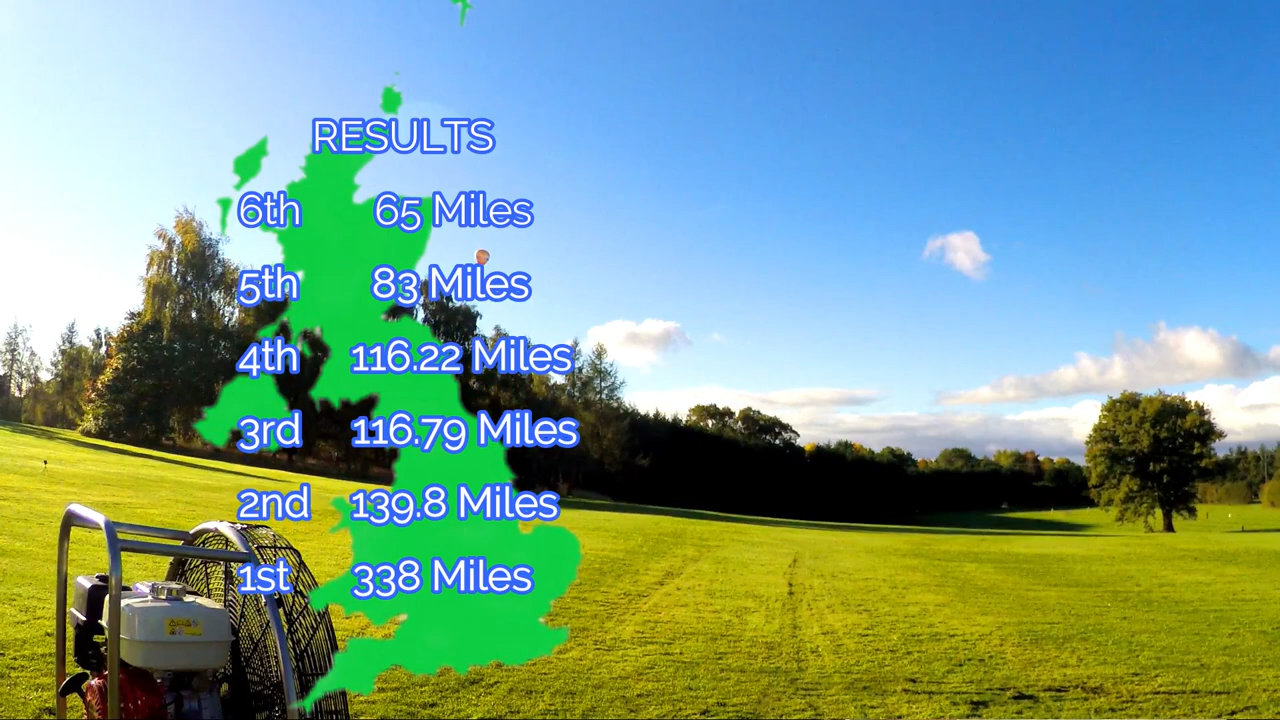 RESULTS
6th 65 Miles
5th 83 Miles
4th 116.22 Miles
3rd 116.79 Miles
2nd 139.8 Miles
1st 338 Miles